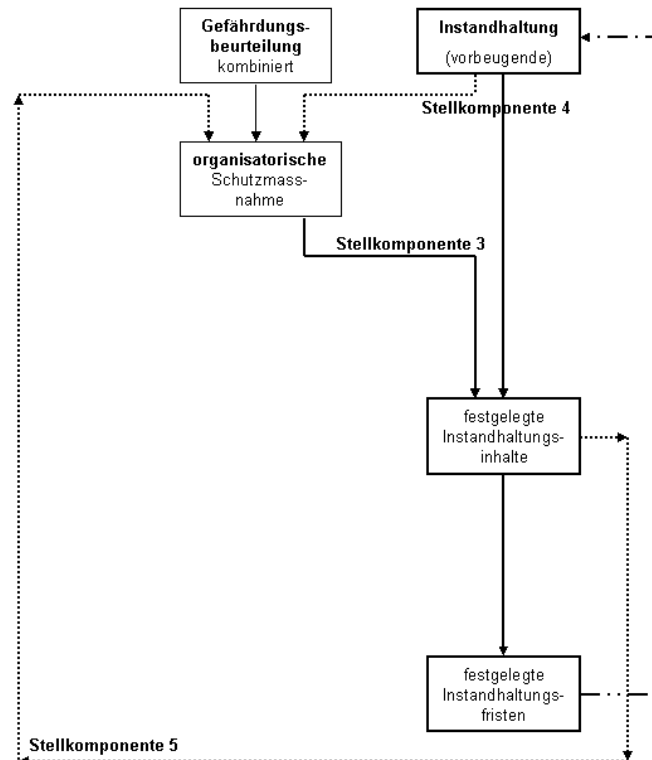 Gefährdungs-
beurteilung
kombiniert
Instandhaltung
(vorbeugende)
Stellkomponente 4
organisatorische
Schutzmass-
nahme
Stellkomponente 3
festgelegte
Instandhaltungs-
inhalte
festgelegte
Instandhaltungs-
fristen
Stellkomponente 5